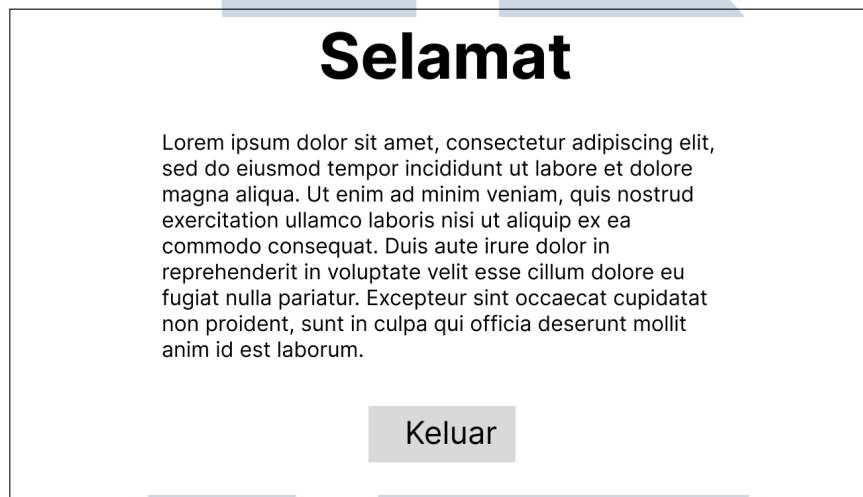 Selamat
Lorem ipsum dolor sit amet, consectetur adipiscing elit,
sed do eiusmod tempor incididunt ut labore et dolore
magna aliqua. Ut enim ad minim veniam, quis nostrud
exercitation ullamco laboris nisi ut aliquip ex ea
commodo consequat. Duis aute irure dolor in
reprehenderit in voluptate velit esse cillum dolore eu
fugiat nulla pariatur. Excepteur sint occaecat cupidatat
non proident, sunt in culpa qui officia deserunt mollit
anim id est laborum.
Keluar